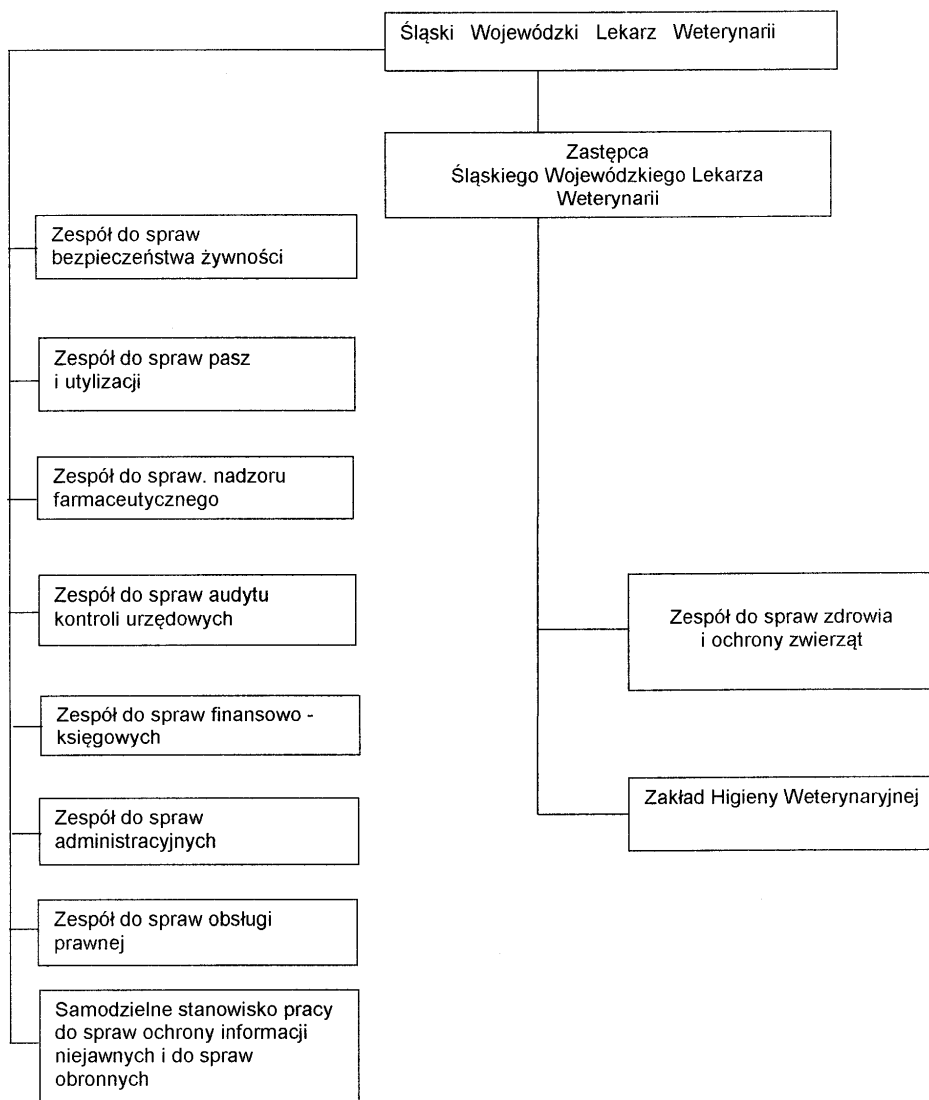 Śląski Wojewódzki Lekarz Weterynarii
Zastępca
Śląskiego Wojewódzkiego Lekarza
Weterynarii
Zespół do spraw
bezpieczeństwa żywności
Zespół do spraw pasz
i utylizacji
Zespół do spraw. nadzoru
farmaceutycznego
Zespół do spraw audytu
kontroli urzędowych
Zespół do spraw finansowo -
księgowych
Zespół do spraw
administracyjnych
Zespół do spraw obsługi
prawnej
Samodzielne stanowisko pracy
do spraw ochrony informacji
niejawnych i do spraw
obronnych
Zespół do spraw zdrowia
i ochrony zwierząt
Zakład Higieny Weterynaryjnej